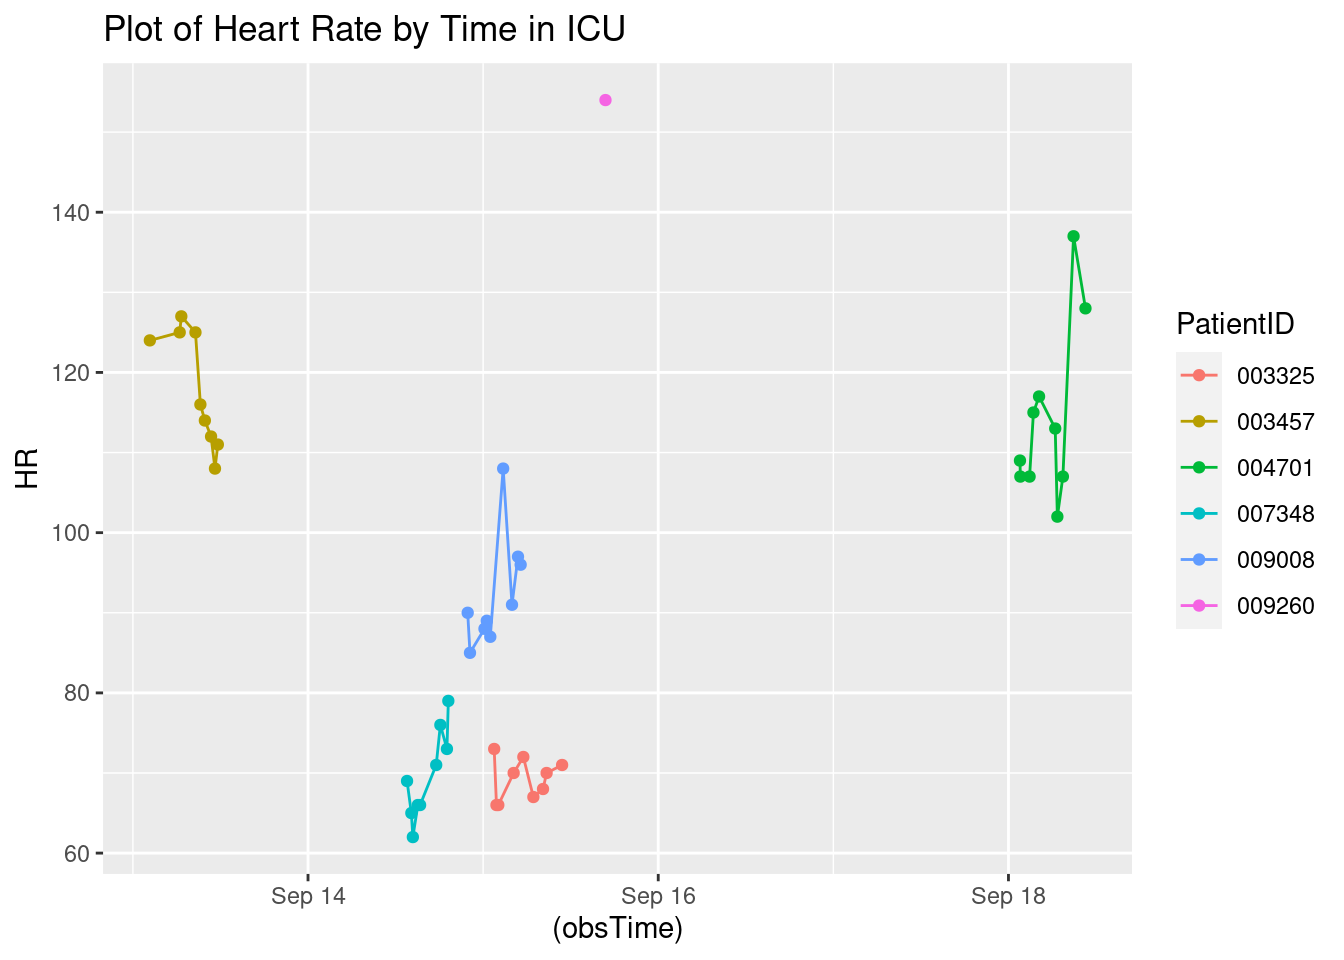 Plot of Heart Rate by Time in ICU
HR
140
120
100
80
60
Sep 14
Sep 16
Sep 18
(obsTime)
PatientID
003325
003457
004701
007348
009008
009260